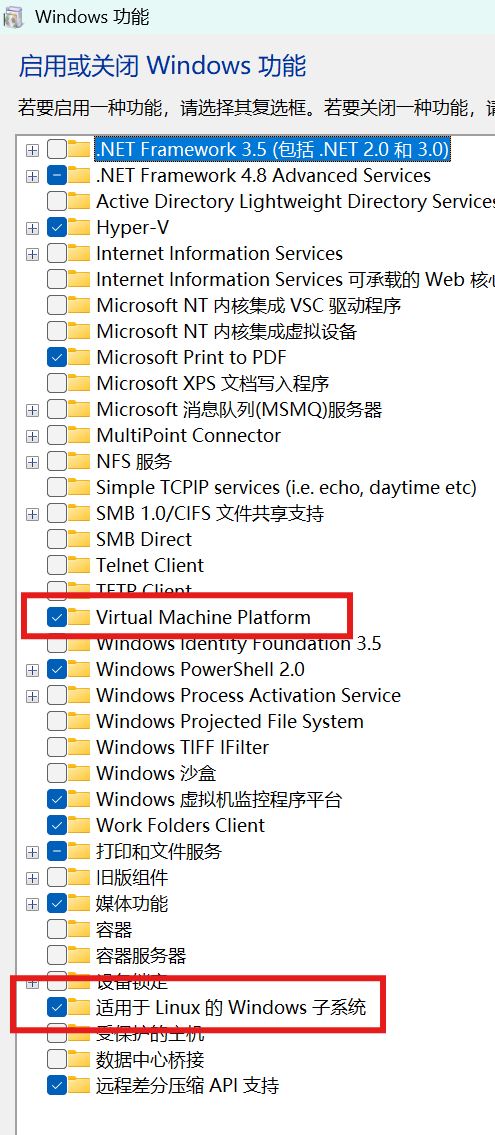 Windows 功能
启用或关闭 Windows 功能
若要启用一种功能，请选择其复选框。若要关闭一种功能，
.NET Framework 3.5 (包括 .NET 2.0 和 3.0)
.NET Framework 4.8 Advanced Services
Active Directory Lightweight Directory Services
Hyper-V
Internet Information Services
Internet Information Services 可承载的 Web 核心
Microsoft NT 内核集成 VSC 驱动程序
Microsoft NT 内核集成虚拟设备
Microsoft Print to PDF
Microsoft XPS 文档写入程序
Microsoft 消息队列(MSMQ)服务器
MultiPoint Connector
NFS 服务
Simple TCPIP services (i.e. echo, daytime etc)
SMB 1.0/CIFS 文件共享支持
SMB Direct
Telnet Client
TFTP Client
Virtual Machine Platform
Windows Identity Foundation 3.5
Windows PowerShell 2.0
Windows Process Activation Service
Windows Projected File System
Windows TIFF IFilter
Windows 沙盒
Windows 虚拟机监控程序平台
Work Folders Client
打印和文件服务
旧版组件
媒体功能
容器
容器服务器
设备锁定
适用于 Linux 的 Windows 子系统
受保护的主机
数据中心桥接
远程差分压缩 API 支持